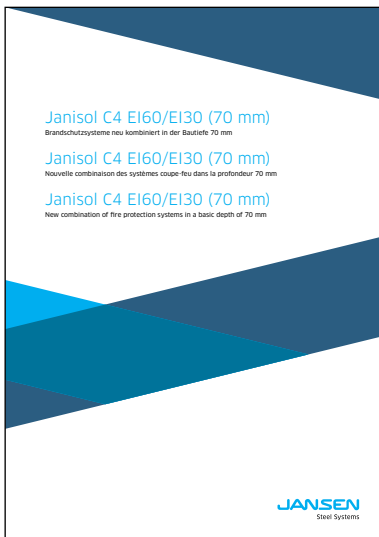 Janisol C4 EI60/EI30 (70 mm)
Brandschutzsysteme neu kombiniert in der Bautiefe 70 mm
Janisol C4 EI60/EI30 (70 mm)
Nouvelle combinaison des systèmes coupe-feu dans la profondeur 70 mm
Janisol C4 EI60/EI30 (70 mm)
New combination of fire protection systems in a basic depth of 70 mm
JANSEN
Steel Systems